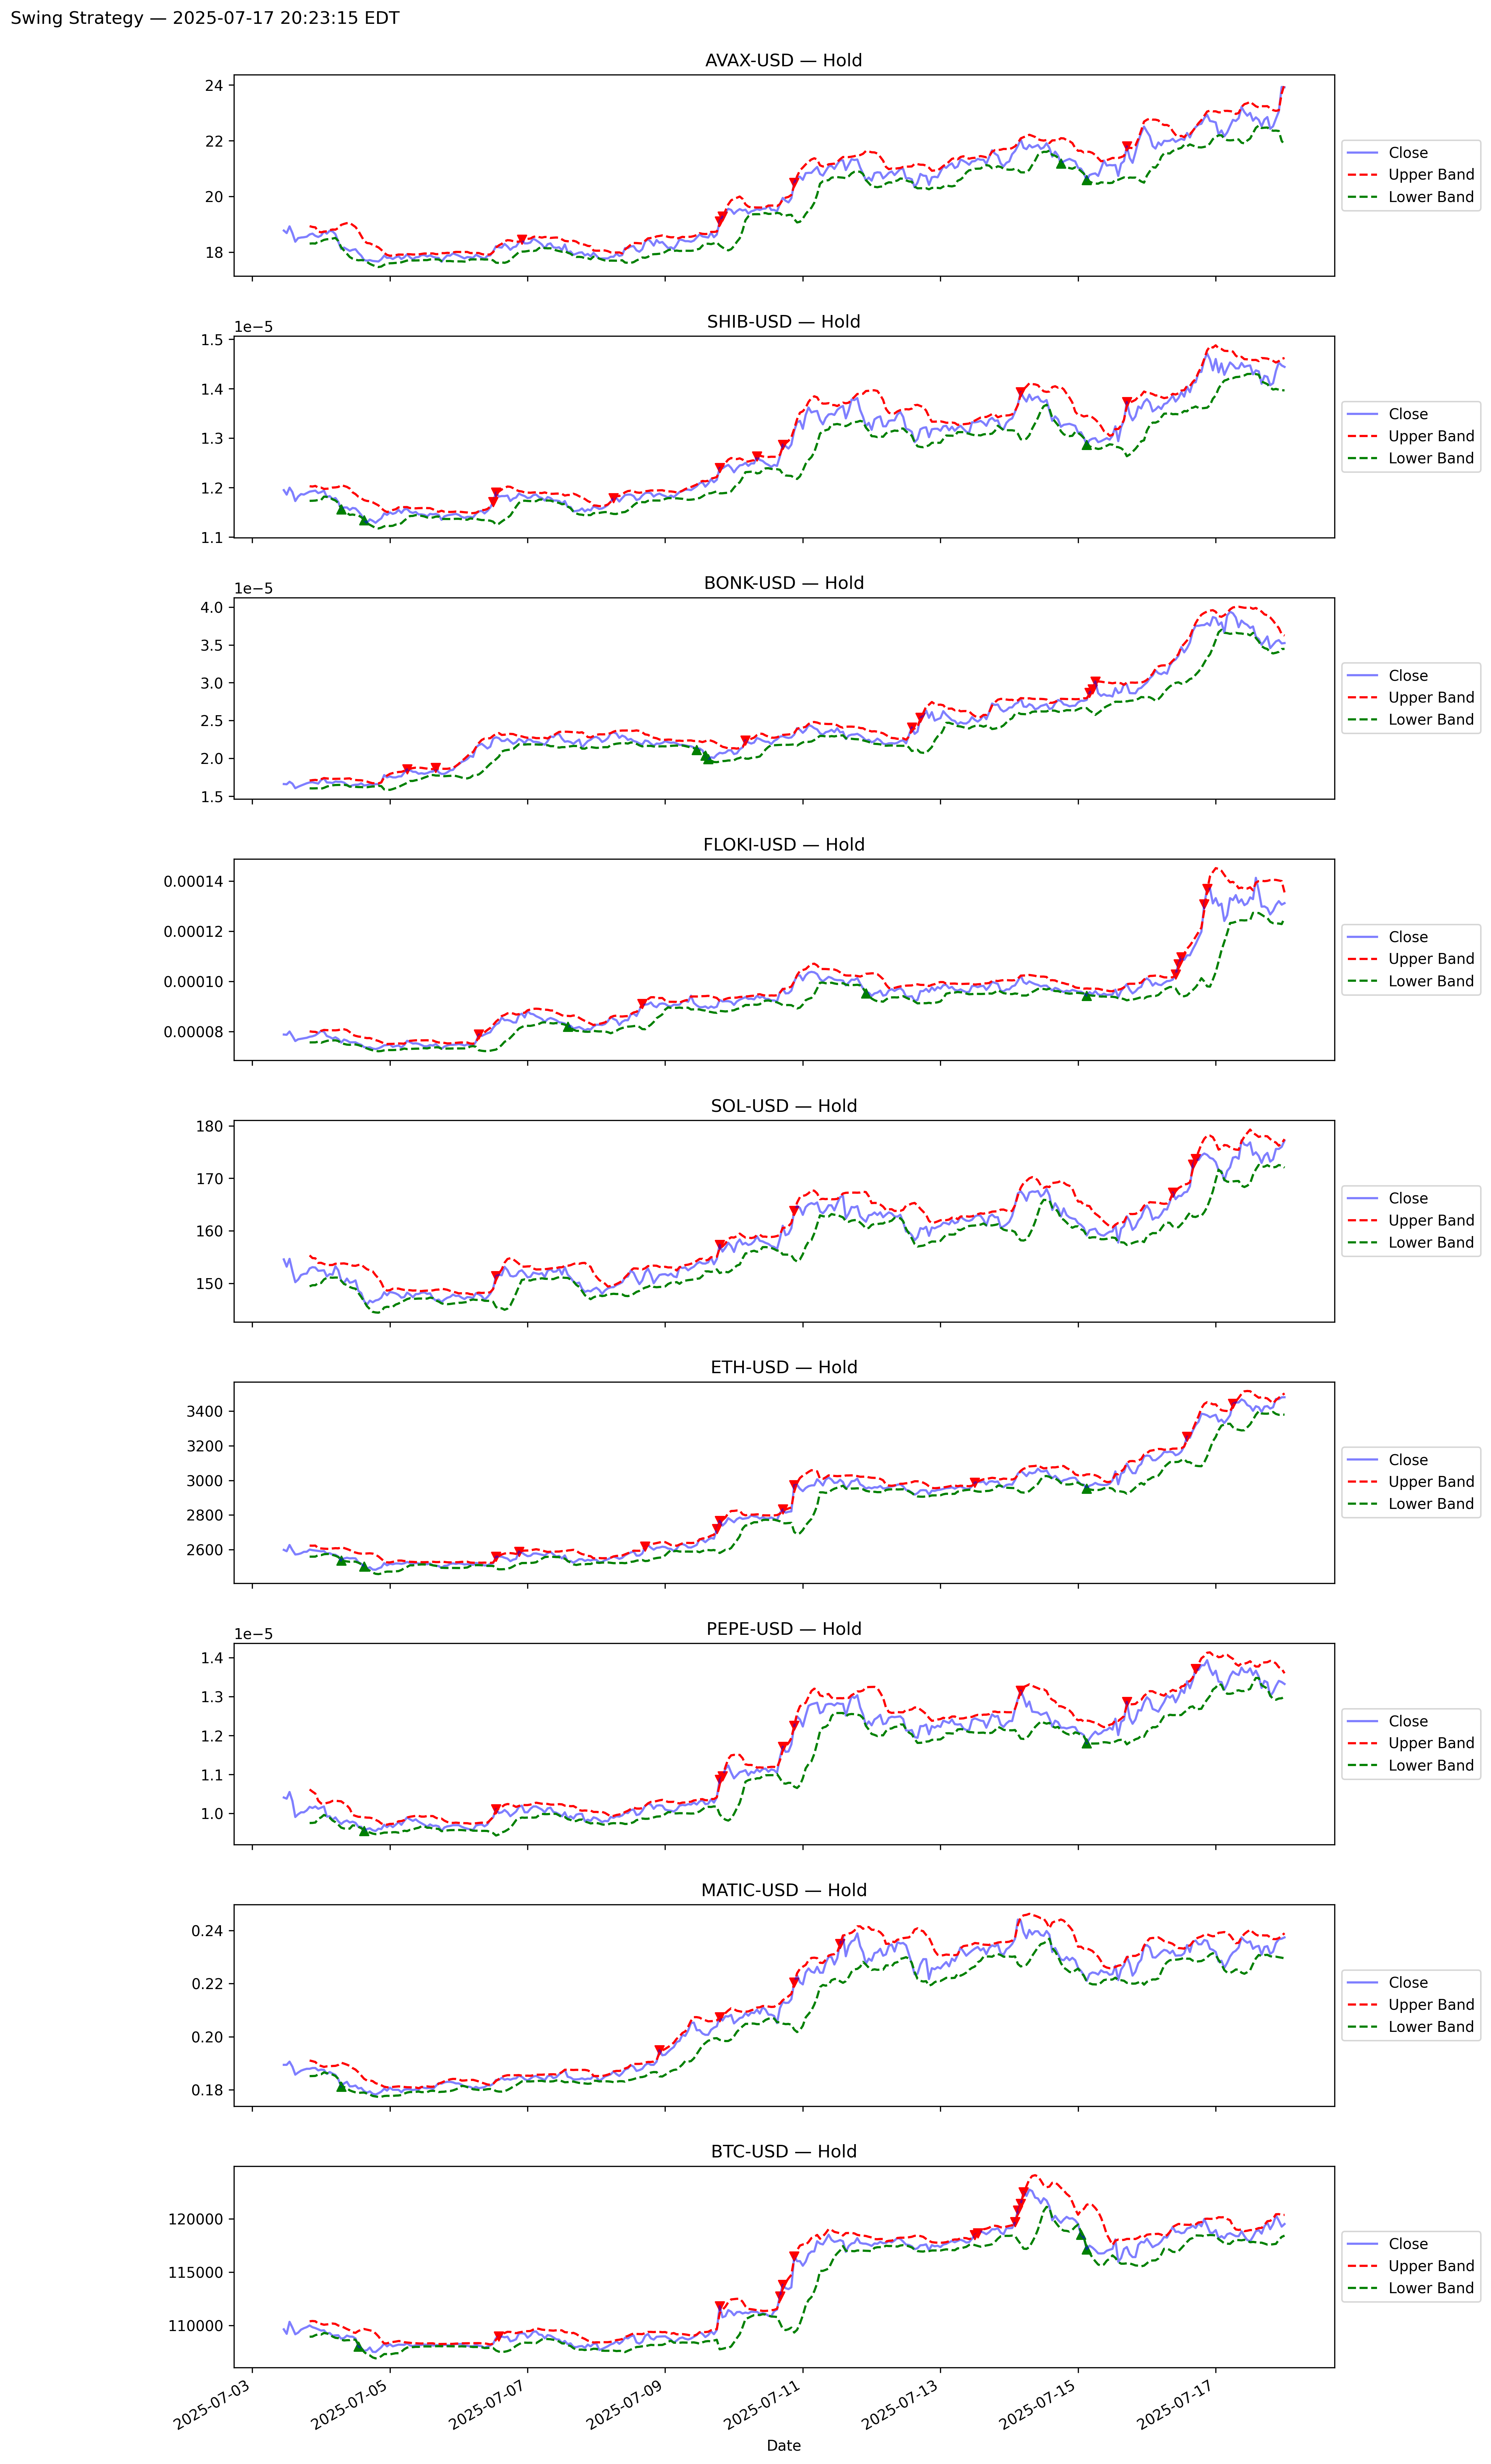 Swing Strategy — 2025-07-17 20:23:15 EDT
AVAX-USD — Hold
24
22
20
18
Close
Upper Band
Lower Band
SHIB-USD — Hold
1e−5
1.5
1.4
1.3
1.2
1.1
Close
Upper Band
Lower Band
BONK-USD — Hold
1e−5
4.0
3.5
3.0
2.5
2.0
1.5
Close
Upper Band
Lower Band
FLOKI-USD — Hold
0.00014
0.00012
0.00010
0.00008
Close
Upper Band
Lower Band
SOL-USD — Hold
180
170
160
150
Close
Upper Band
Lower Band
ETH-USD — Hold
3400
3200
3000
2800
2600
Close
Upper Band
Lower Band
PEPE-USD — Hold
1e−5
1.4
1.3
1.2
1.1
1.0
Close
Upper Band
Lower Band
MATIC-USD — Hold
0.24
0.22
0.20
0.18
Close
Upper Band
Lower Band
BTC-USD — Hold
120000
115000
110000
Close
Upper Band
Lower Band
2025-07-03
2025-07-05
2025-07-07
2025-07-09
2025-07-11
2025-07-13
2025-07-15
2025-07-17
Date